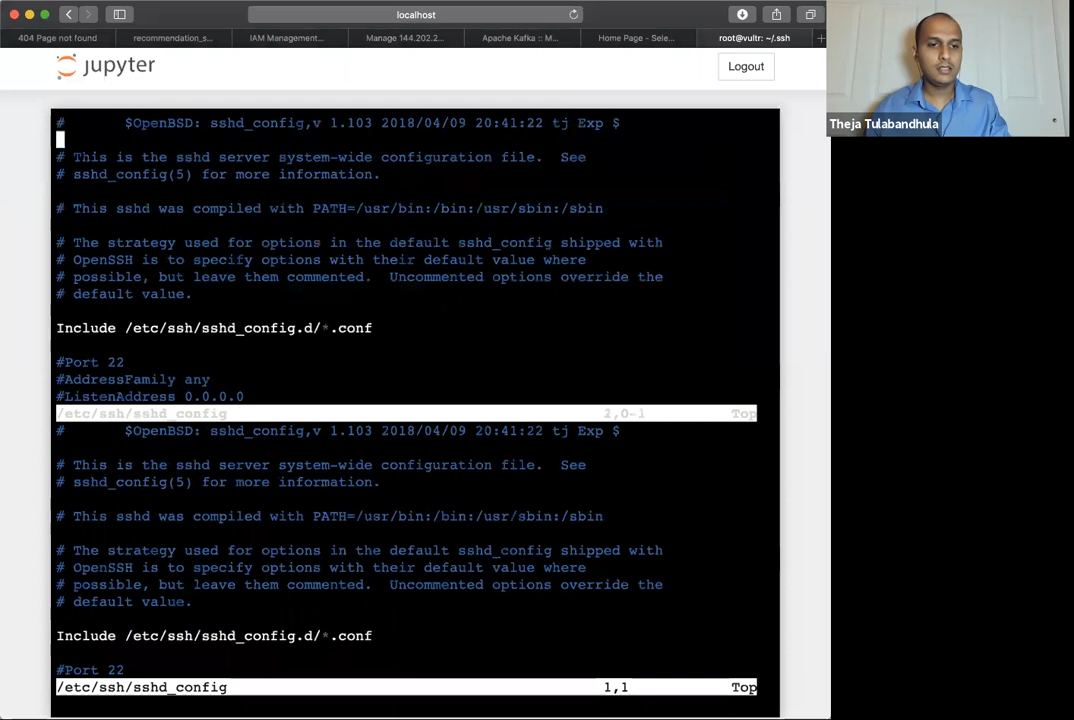 localhost
404 Page not found
recommendation_s...
IAM Management...
Manage 144.202.2...
Apache Kafka :: M...
Home Page - Sele...
root@vultr: ~/.ssh
jupyter
Logout
Theja Tulabandhula
# $OpenBSD: sshd_config,v 1.103 2018/04/09 20:41:22 tj Exp $
# This is the sshd server system-wide configuration file. See
# sshd_config(5) for more information.
# This sshd was compiled with PATH=/usr/bin:/bin:/usr/sbin:/sbin
# The strategy used for options in the default sshd_config shipped with
# OpenSSH is to specify options with their default value where
# possible, but leave them commented. Uncommented options override the
# default value.
Include /etc/ssh/sshd_config.d/*.conf
#Port 22
#AddressFamily any
#ListenAddress 0.0.0.0
/etc/ssh/sshd_config 2,0-1 Top
# $OpenBSD: sshd_config,v 1.103 2018/04/09 20:41:22 tj Exp $
# This is the sshd server system-wide configuration file. See
# sshd_config(5) for more information.
# This sshd was compiled with PATH=/usr/bin:/bin:/usr/sbin:/sbin
# The strategy used for options in the default sshd_config shipped with
# OpenSSH is to specify options with their default value where
# possible, but leave them commented. Uncommented options override the
# default value.
Include /etc/ssh/sshd_config.d/*.conf
#Port 22
/etc/ssh/sshd_config 1,1 Top